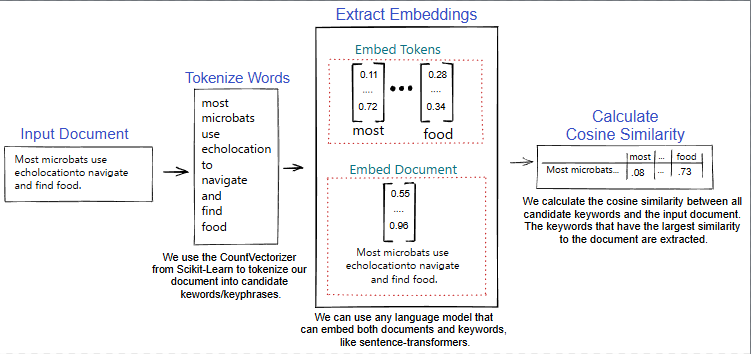 Extract Embeddings
Embed Tokens
0.11
....
0.72
•••
0.28
....
0.34
most
food
Embed Document
0.55
....
0.96
Most microbats use
echolocationto navigate
and find food.
We can use any language model that
can embed both documents and keywords,
like sentence-transformers.
Input Document
Most microbats use
echelocationto navigate
and find food.
Tokenize Words
most
microbats
use
echolocation
to
navigate
and
find
food
We use the CountVectorizer
from Scikit-Learn to tokenize our
document into candidate
kewords/keyphrases.
Calculate
Cosine Similarity
most ... food
Most microbats... .08 ... .73
We calculate the cosine similarity between all
candidate keywords and the input document.
The keywords that have the largest similarity
to the document are extracted.